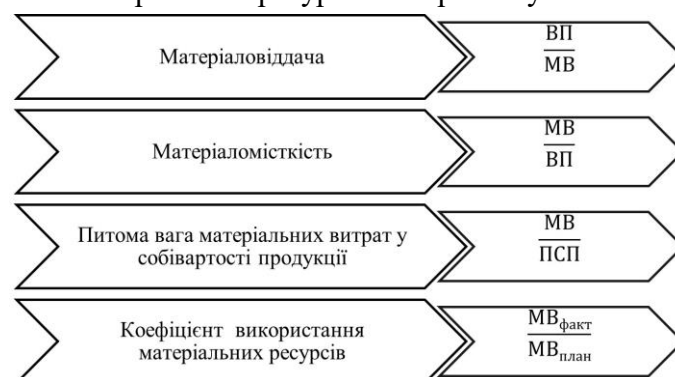 Матеріаловіддача
ВП
МВ
Матеріаломісткість
МВ
ВП
Питома вага матеріальних витрат у
собівартості продукції
МВ
ПСП
Коефіцієнт використання
матеріальних ресурсів
МВфакт
МВплан